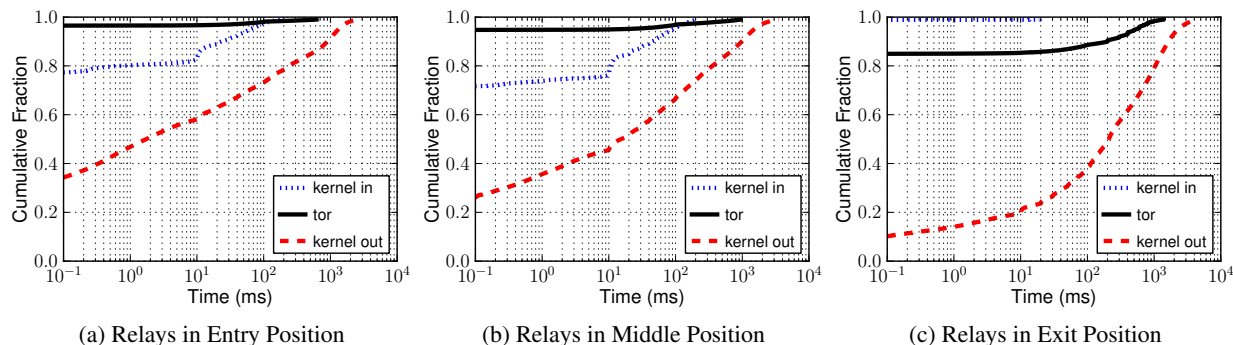 Cumulative Fraction
1.0
0.8
0.6
0.4
0.2
0.0
kernel in
tor
kernel out
10^-1 10^0 10^1 10^2 10^3 10^4
Time (ms)
(a) Relays in Entry Position
Cumulative Fraction
1.0
0.8
0.6
0.4
0.2
0.0
kernel in
tor
kernel out
10^-1 10^0 10^1 10^2 10^3 10^4
Time (ms)
(b) Relays in Middle Position
Cumulative Fraction
1.0
0.8
0.6
0.4
0.2
0.0
kernel in
tor
kernel out
10^-1 10^0 10^1 10^2 10^3 10^4
Time (ms)
(c) Relays in Exit Position